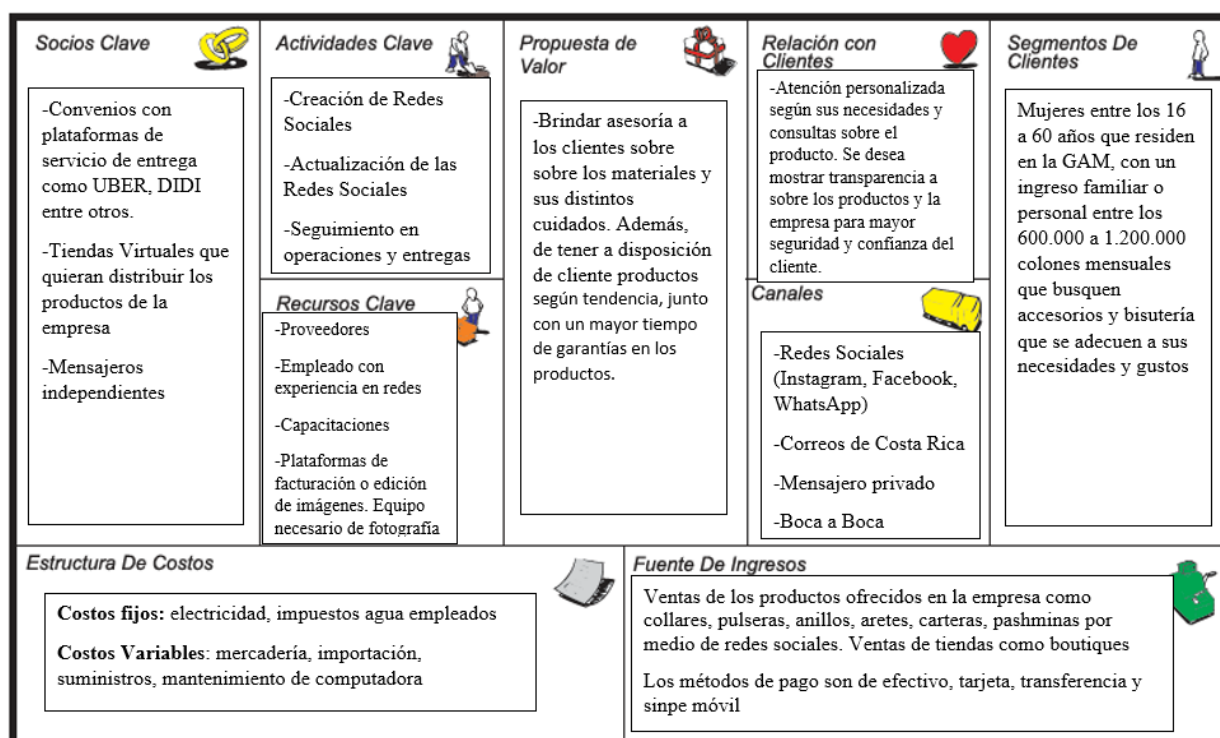 Socios Clave
-Convenios con
plataformas de
servicio de entrega
como UBER, DIDI
entre otros.
-Tiendas Virtuales que
quieran distribuir los
productos de la
empresa
-Mensajeros
independientes
Actividades Clave
-Creación de Redes
Sociales
-Actualización de las
Redes Sociales
-Seguimiento en
operaciones y entregas
Recursos Clave
-Proveedores
-Empleado con
experiencia en redes
-Capacitaciones
-Plataformas de
facturación o edición
de imágenes. Equipo
necesario de fotografía
Propuesta de
Valor
-Brindar asesoría a
los clientes sobre
sobre los materiales y
sus distintos
cuidados. Además,
de tener a disposición
de cliente productos
según tendencia, junto
con un mayor tiempo
de garantías en los
productos.
Relación con
Clientes
-Atención personalizada
según sus necesidades y
consultas sobre el
producto. Se desea
mostrar transparencia a
sobre los productos y la
empresa para mayor
seguridad y confianza del
cliente.
Canales
-Redes Sociales
(Instagram, Facebook,
WhatsApp)
-Correos de Costa Rica
-Mensajero privado
-Boca a Boca
Segmentos De
Clientes
Mujeres entre los 16
a 60 años que residen
en la GAM, con un
ingreso familiar o
personal entre los
600.000 a 1.200.000
colones mensuales
que busquen
accesorios y bisutería
que se adecuen a sus
necesidades y gustos
Estructura De Costos
Costos fijos: electricidad, impuestos agua empleados
Costos Variables: mercadería, importación,
suministros, mantenimiento de computadora
Fuente De Ingresos
Ventas de los productos ofrecidos en la empresa como
collares, pulseras, anillos, aretes, carteras, pashminas por
medio de redes sociales. Ventas de tiendas como boutiques
Los métodos de pago son de efectivo, tarjeta, transferencia y
sinpe móvil